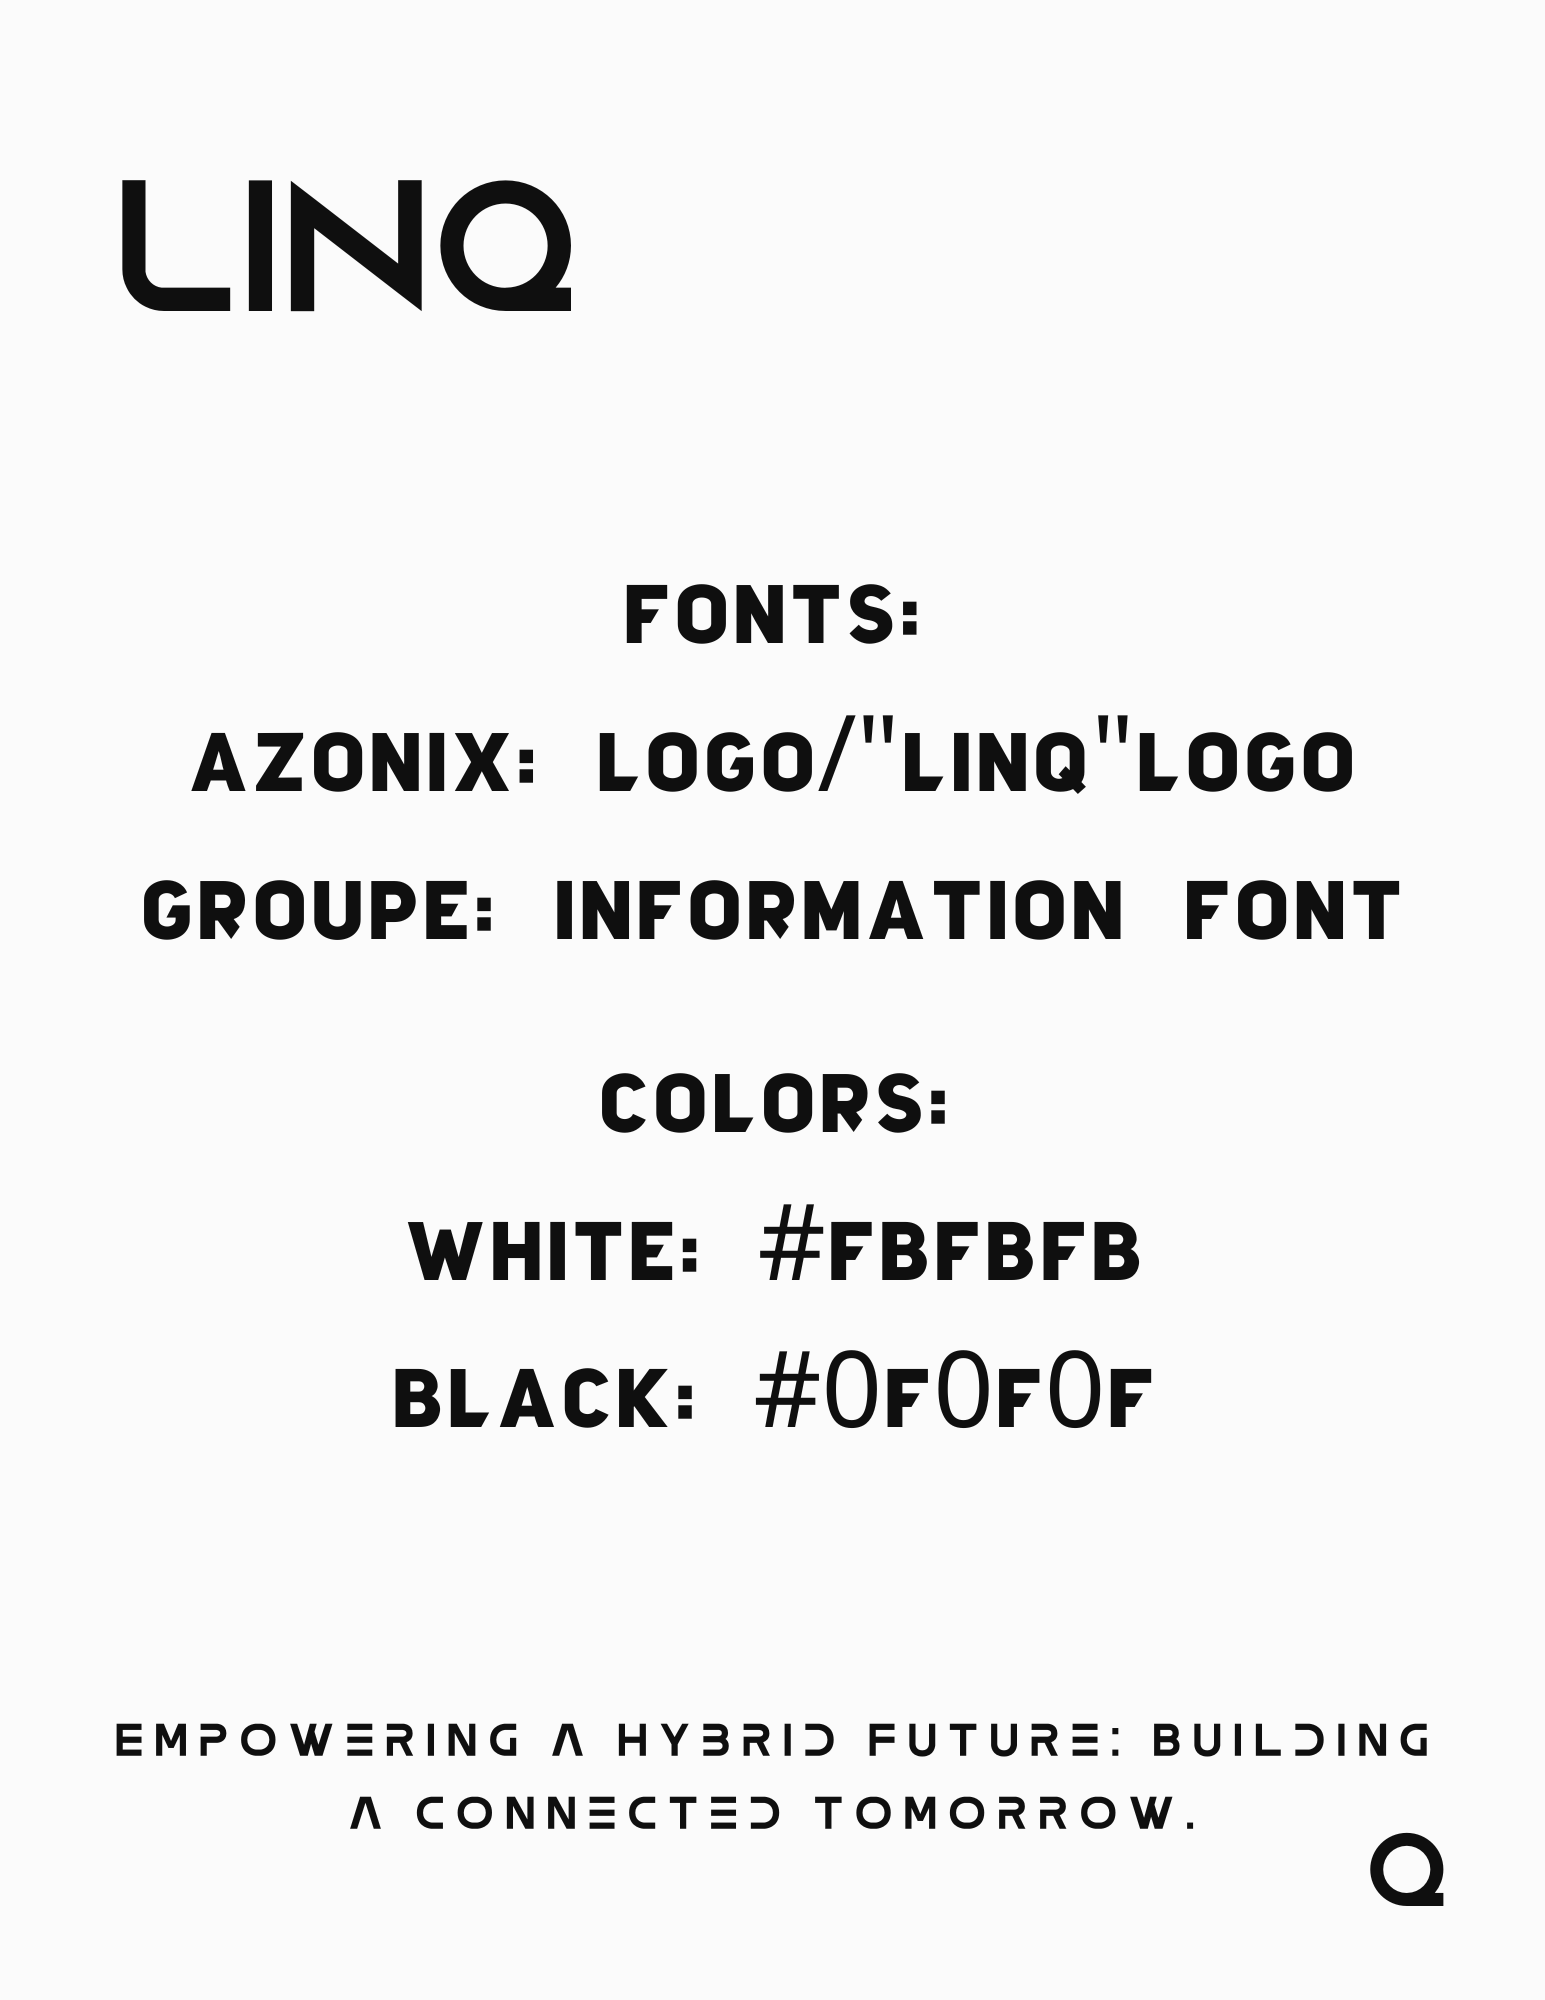 LINQ
FONTS:
AZONIX: LOGO/"LINQ"LOGO
GROUPE: INFORMATION FONT
COLORS:
WHITE: #FBFBFB
BLACK: #0F0F0F
EMPOWERING A HYBRID FUTURE: BUILDING
A CONNECTED TOMORROW.
Q